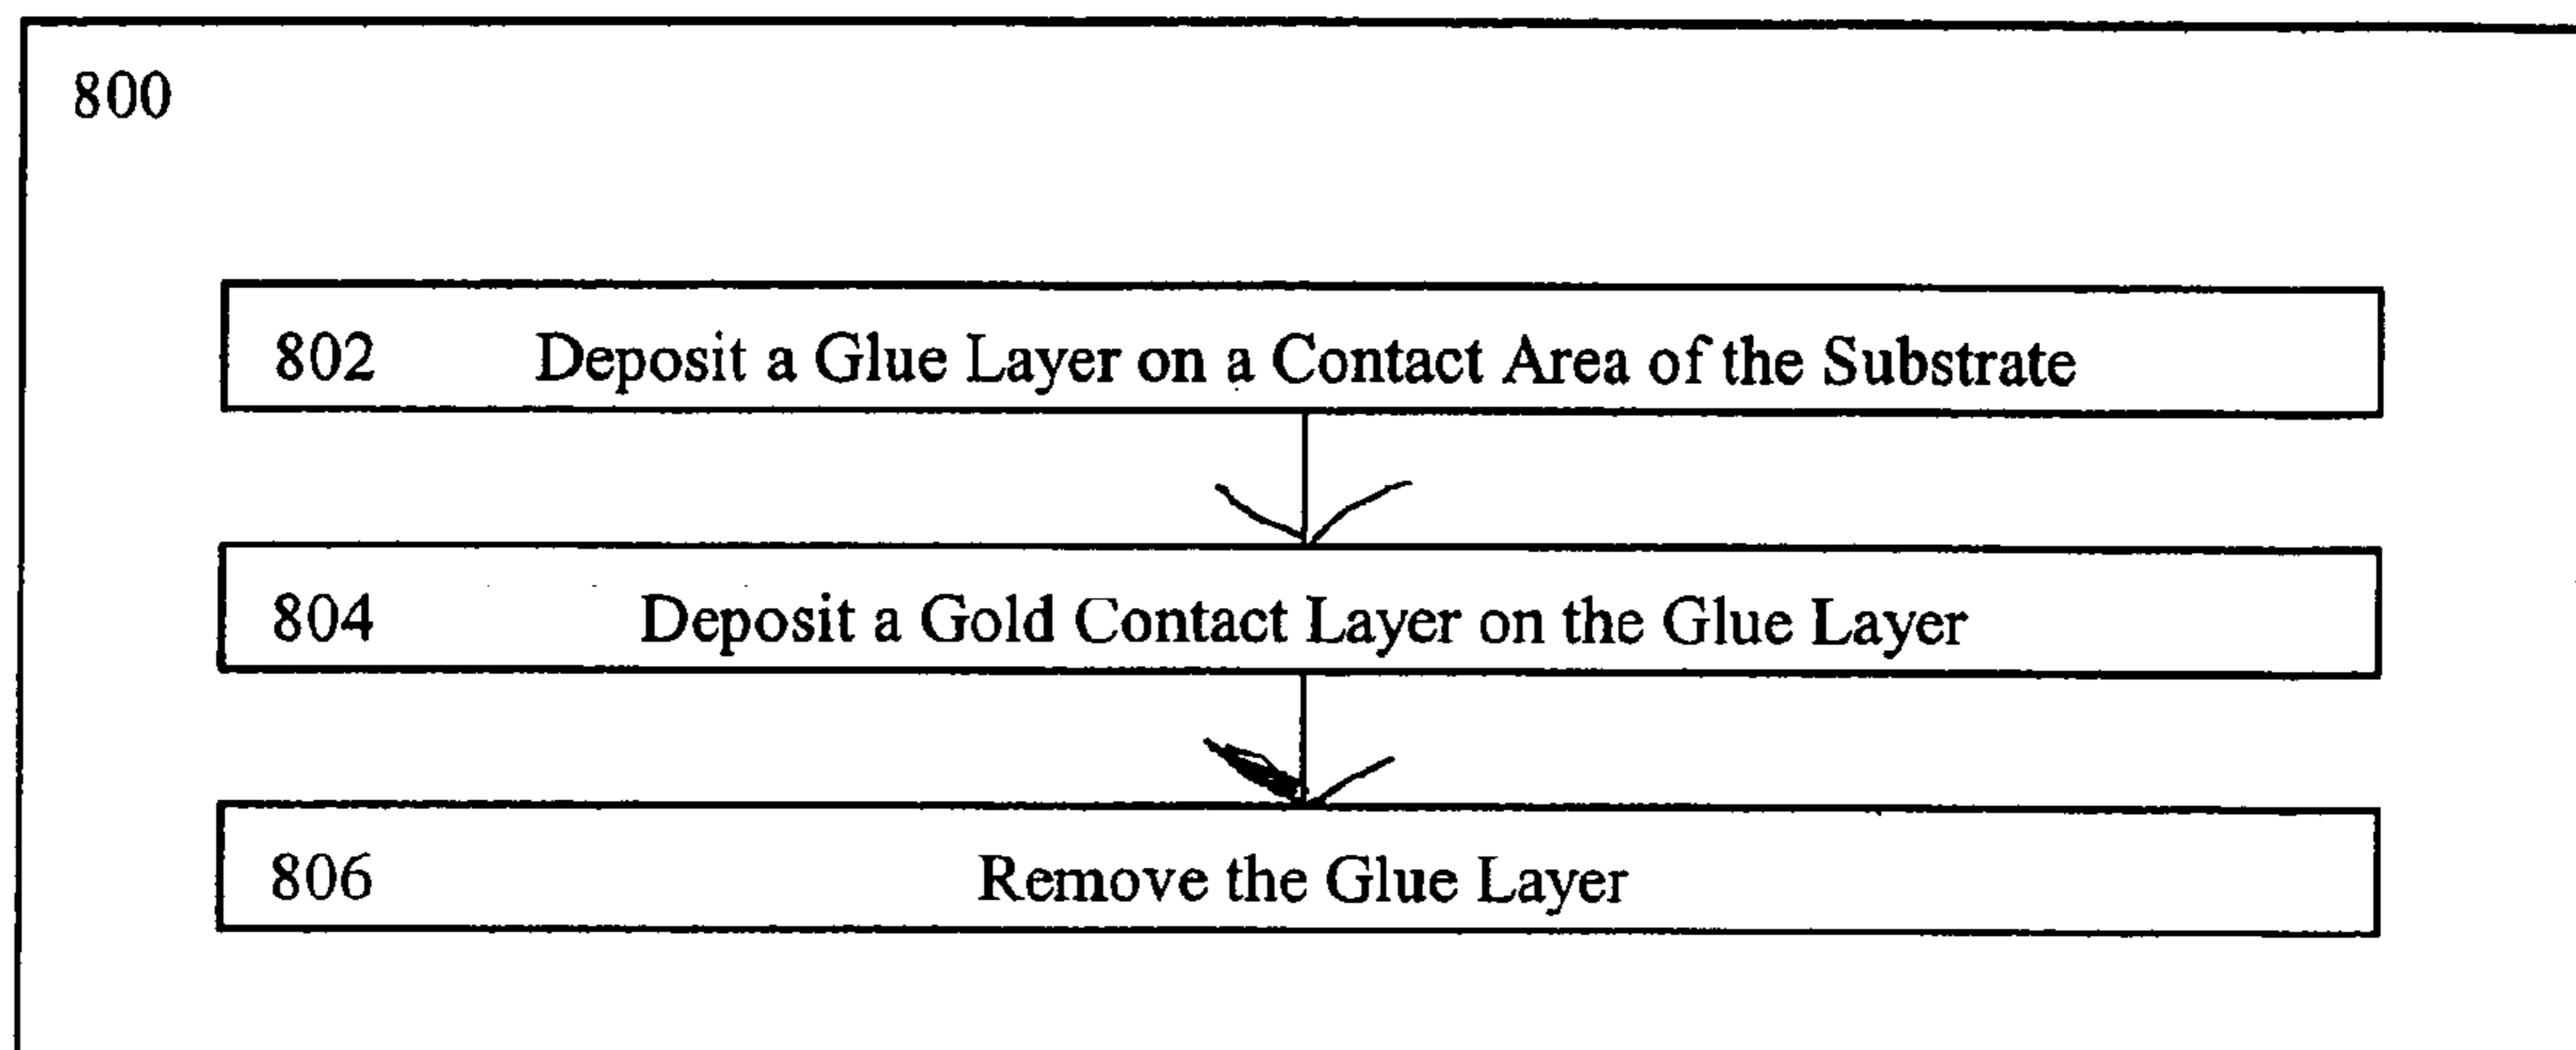 800
802 Deposit a Glue Layer on a Contact Area of the Substrate
804 Deposit a Gold Contact Layer on the Glue Layer
806 Remove the Glue Layer